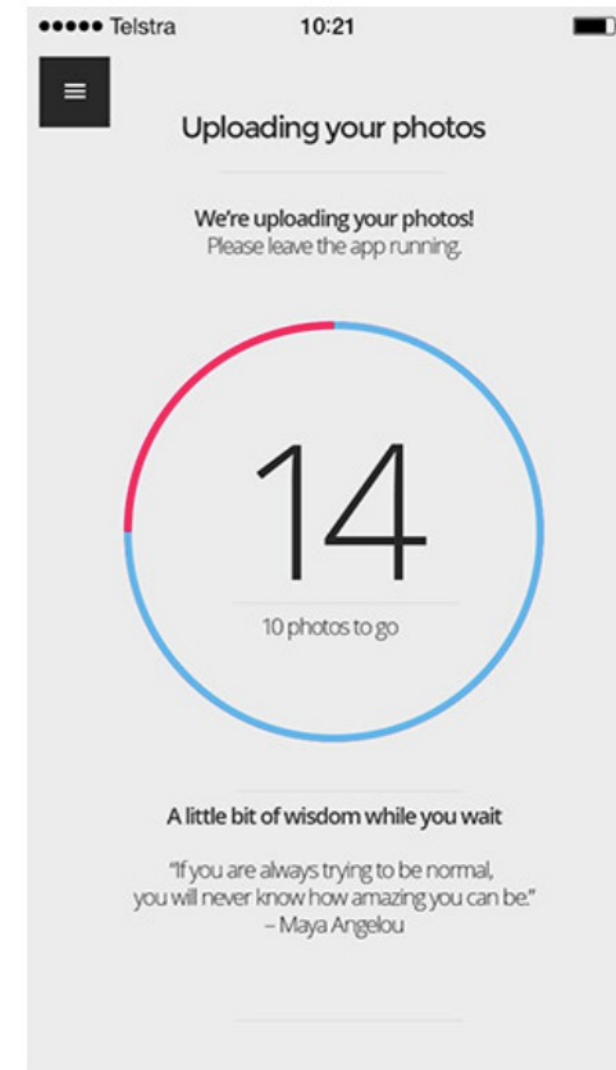 Telstra 10:21
Uploading your photos
We're uploading your photos!
Please leave the app running.
14
10 photos to go
A little bit of wisdom while you wait
“If you are always trying to be normal,
you will never know how amazing you can be.”
– Maya Angelou